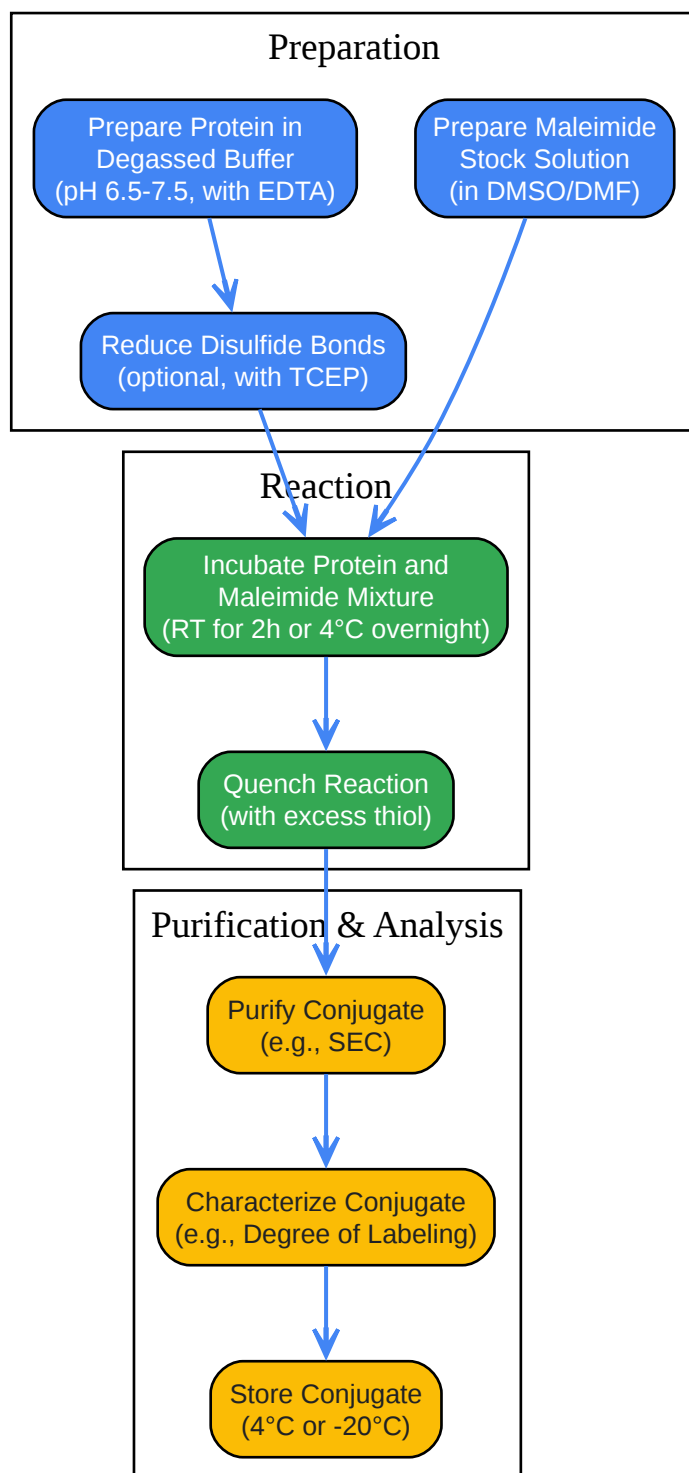 Preparation
Prepare Protein in
Degassed Buffer
(pH 6.5-7.5, with EDTA)
Prepare Maleimide
Stock Solution
(in DMSO/DMF)
Reduce Disulfide Bonds
(optional, with TCEP)
Reaction
Incubate Protein and
Maleimide Mixture
(RT for 2h or 4°C overnight)
Quench Reaction
(with excess thiol)
Purification & Analysis
Purify Conjugate
(e.g., SEC)
Characterize Conjugate
(e.g., Degree of Labeling)
Store Conjugate
(4°C or -20°C)